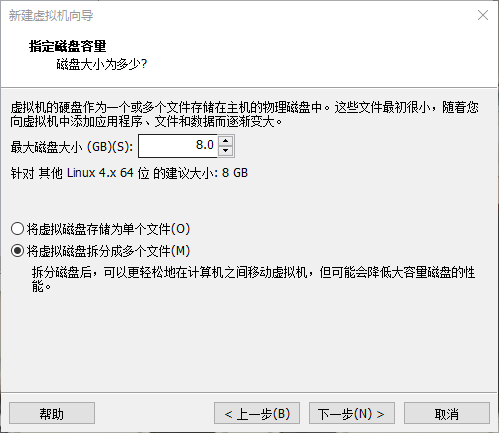 新建虚拟机向导
指定磁盘容量
磁盘大小为多少?
虚拟机的硬盘作为一个或多个文件存储在主机的物理磁盘中。这些文件最初很小，随着您
向虚拟机中添加应用程序、文件和数据而逐渐变大。
最大磁盘大小 (GB)(S): 8.0
针对 其他 Linux 4.x 64 位 的建议大小: 8 GB
将虚拟磁盘存储为单个文件(O)
将虚拟磁盘拆分成多个文件(M)
拆分磁盘后，可以更轻松地在计算机之间移动虚拟机，但可能会降低大容量磁盘的性
能。
帮助 < 上一步(B) 下一步(N) > 取消